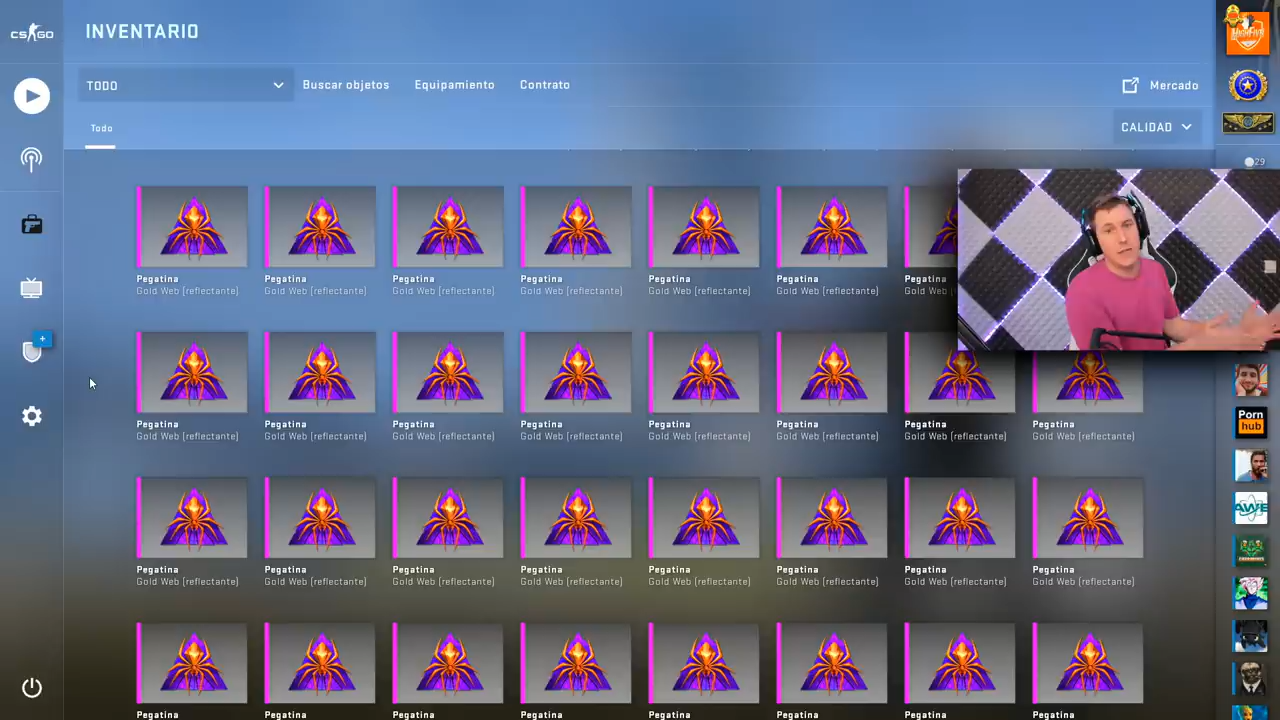 CS GO
INVENTARIO
TODO
Buscar objetos
Equipamiento
Contrato
Mercado
Todo
CALIDAD
29
Pegatina Pegatina Pegatina Pegatina Pegatina Pegatina Pegatina
Gold Web (reflectante) Gold Web (reflectante) Gold Web (reflectante) Gold Web (reflectante) Gold Web (reflectante) Gold Web (reflectante) Gold Web (reflectante)
Pegatina Pegatina Pegatina Pegatina Pegatina Pegatina Pegatina Pegatina
Gold Web (reflectante) Gold Web (reflectante) Gold Web (reflectante) Gold Web (reflectante) Gold Web (reflectante) Gold Web (reflectante) Gold Web (reflectante) Gold Web (reflectante)
Porn
hub
AWE
Pegatina Pegatina Pegatina Pegatina Pegatina Pegatina Pegatina Pegatina
Gold Web (reflectante) Gold Web (reflectante) Gold Web (reflectante) Gold Web (reflectante) Gold Web (reflectante) Gold Web (reflectante) Gold Web (reflectante) Gold Web (reflectante)
Pegatina Pegatina Pegatina Pegatina Pegatina Pegatina Pegatina Pegatina